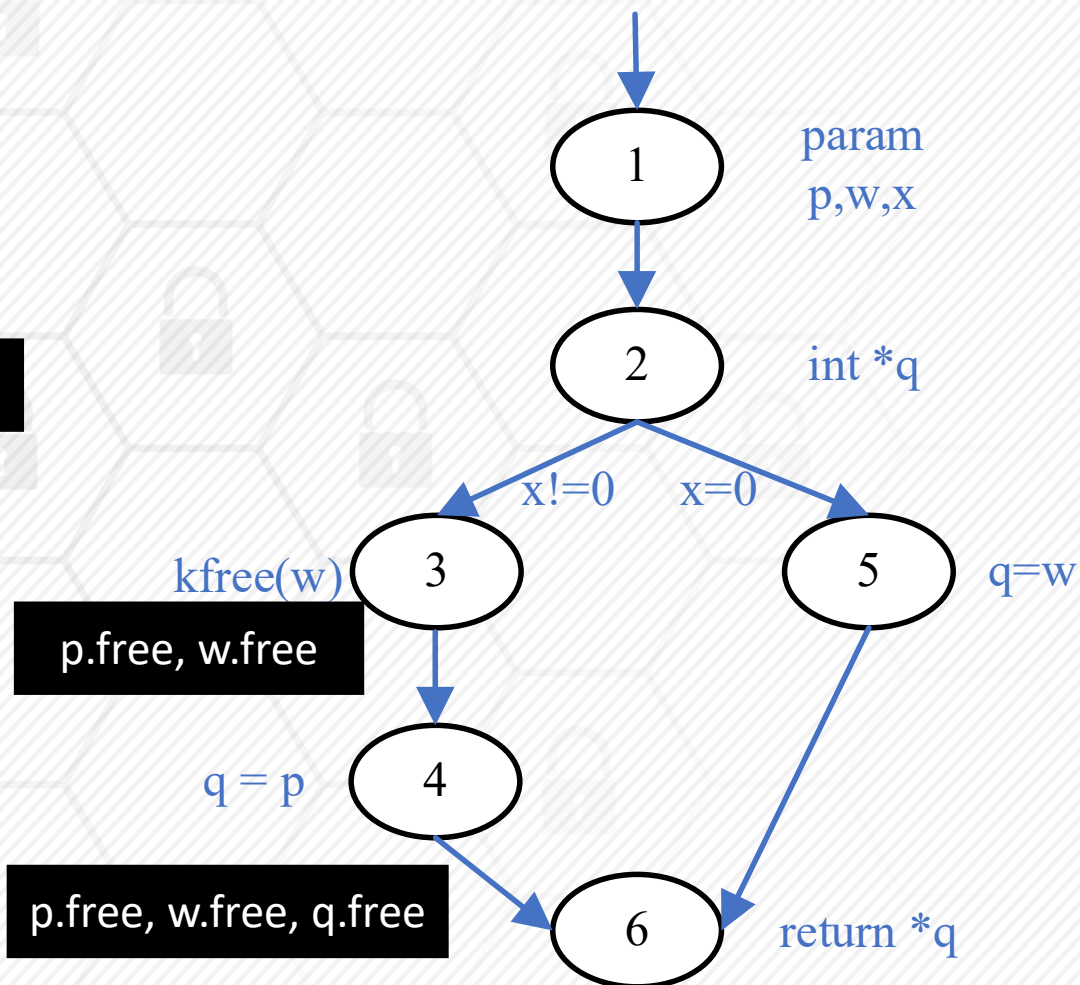 1
param
p,w,x
2
int *q
x!=0
x=0
kfree(w)
3
5
q=w
p.free, w.free
q = p
4
p.free, w.free, q.free
6
return *q